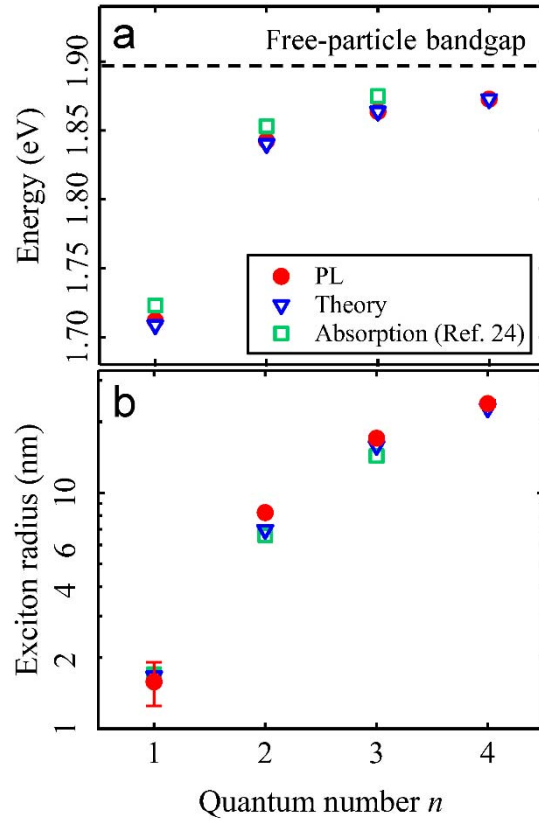 a
Free-particle bandgap
1.90
1.85
1.80
1.75
1.70
Energy (eV)
PL
Theory
Absorption (Ref. 24)
b
10
6
4
2
1
Exciton radius (nm)
1 2 3 4
Quantum number n